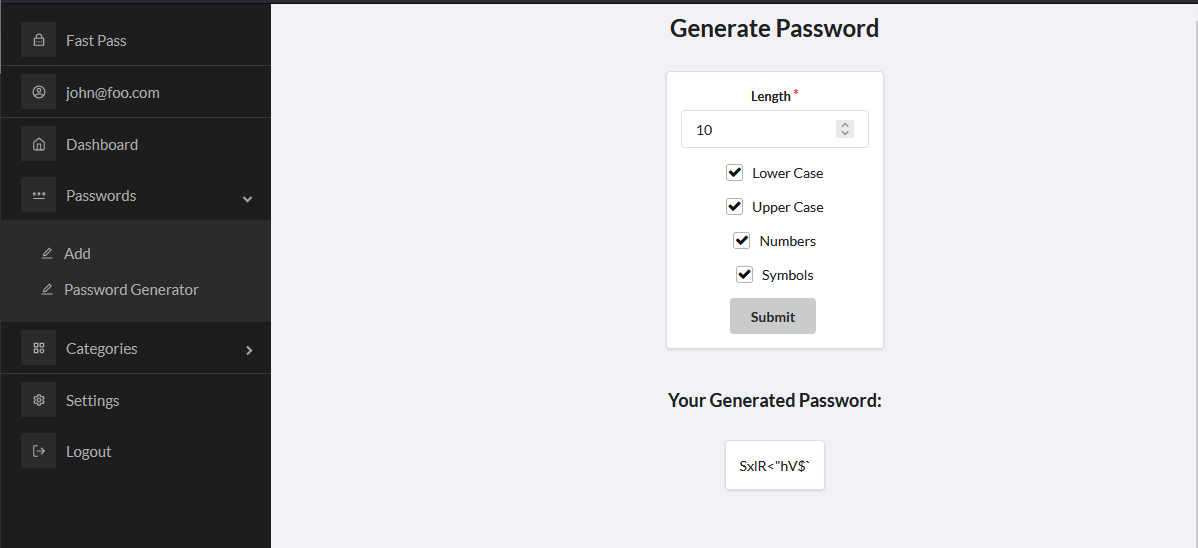 Fast Pass
john@foo.com
Dashboard
Passwords
Add
Password Generator
Categories
Settings
Logout
Generate Password
Length *
10
Lower Case
Upper Case
Numbers
Symbols
Submit
Your Generated Password:
SxlR<"hV$`